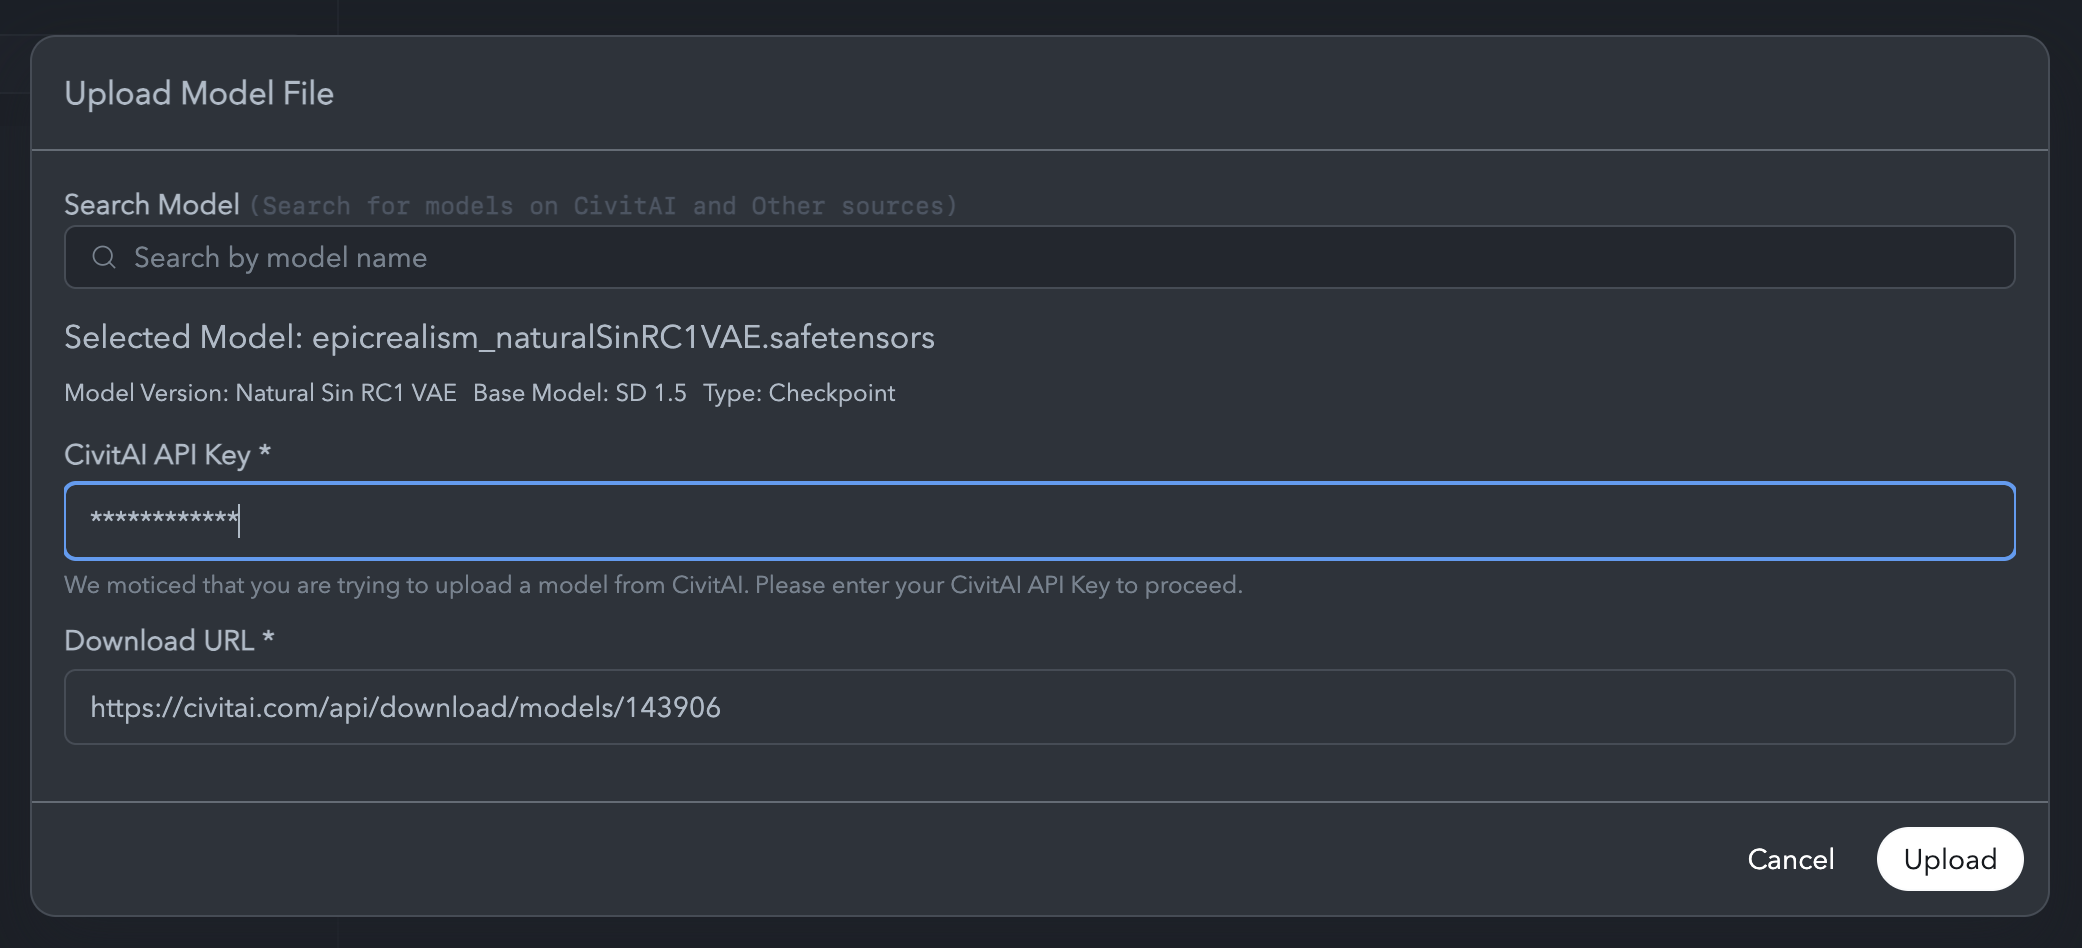 Upload Model File
Search Model (Search for models on CivitAI and Other sources)
Search by model name
Selected Model: epicrealism_naturalSinRC1VAE.safetensors
Model Version: Natural Sin RC1 VAE Base Model: SD 1.5 Type: Checkpoint
CivitAI API Key *
************
We moticed that you are trying to upload a model from CivitAI. Please enter your CivitAI API Key to proceed.
Download URL *
https://civitai.com/api/download/models/143906
Cancel Upload